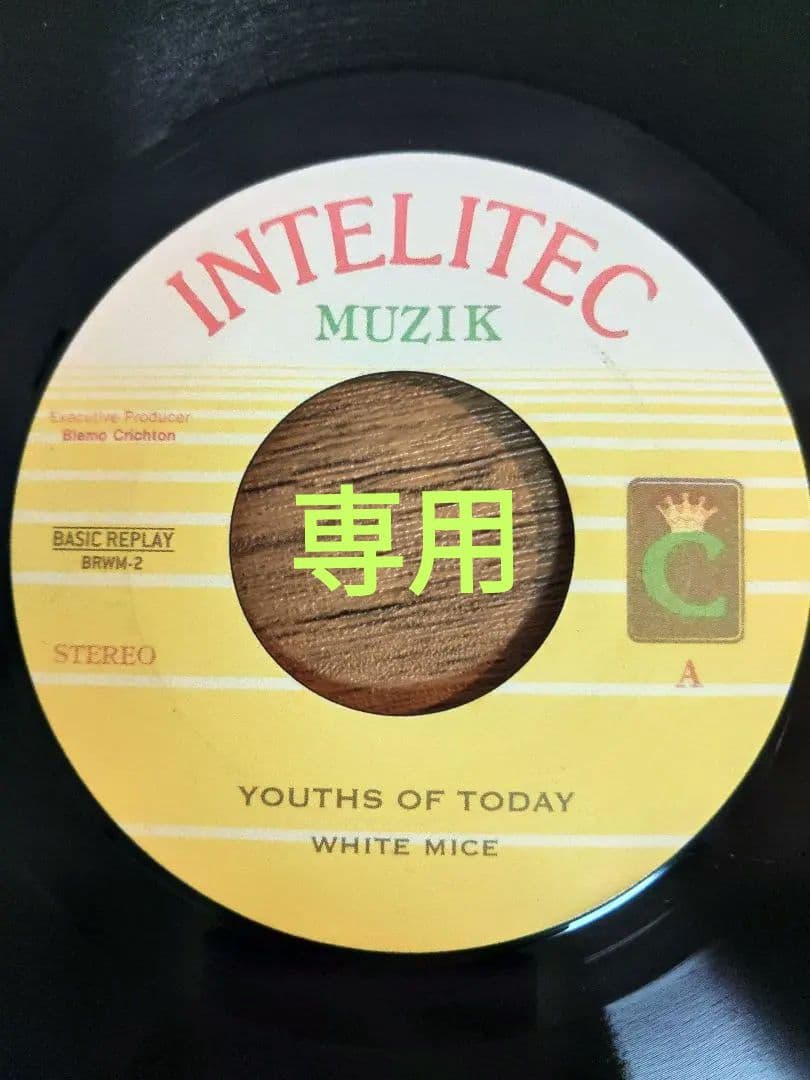 INTELITEC
MUZIK
Executive Producer
Blemo Crichton
BASIC REPLAY
BRWM-2
専用
C
STEREO
A
YOUTHS OF TODAY
WHITE MICE